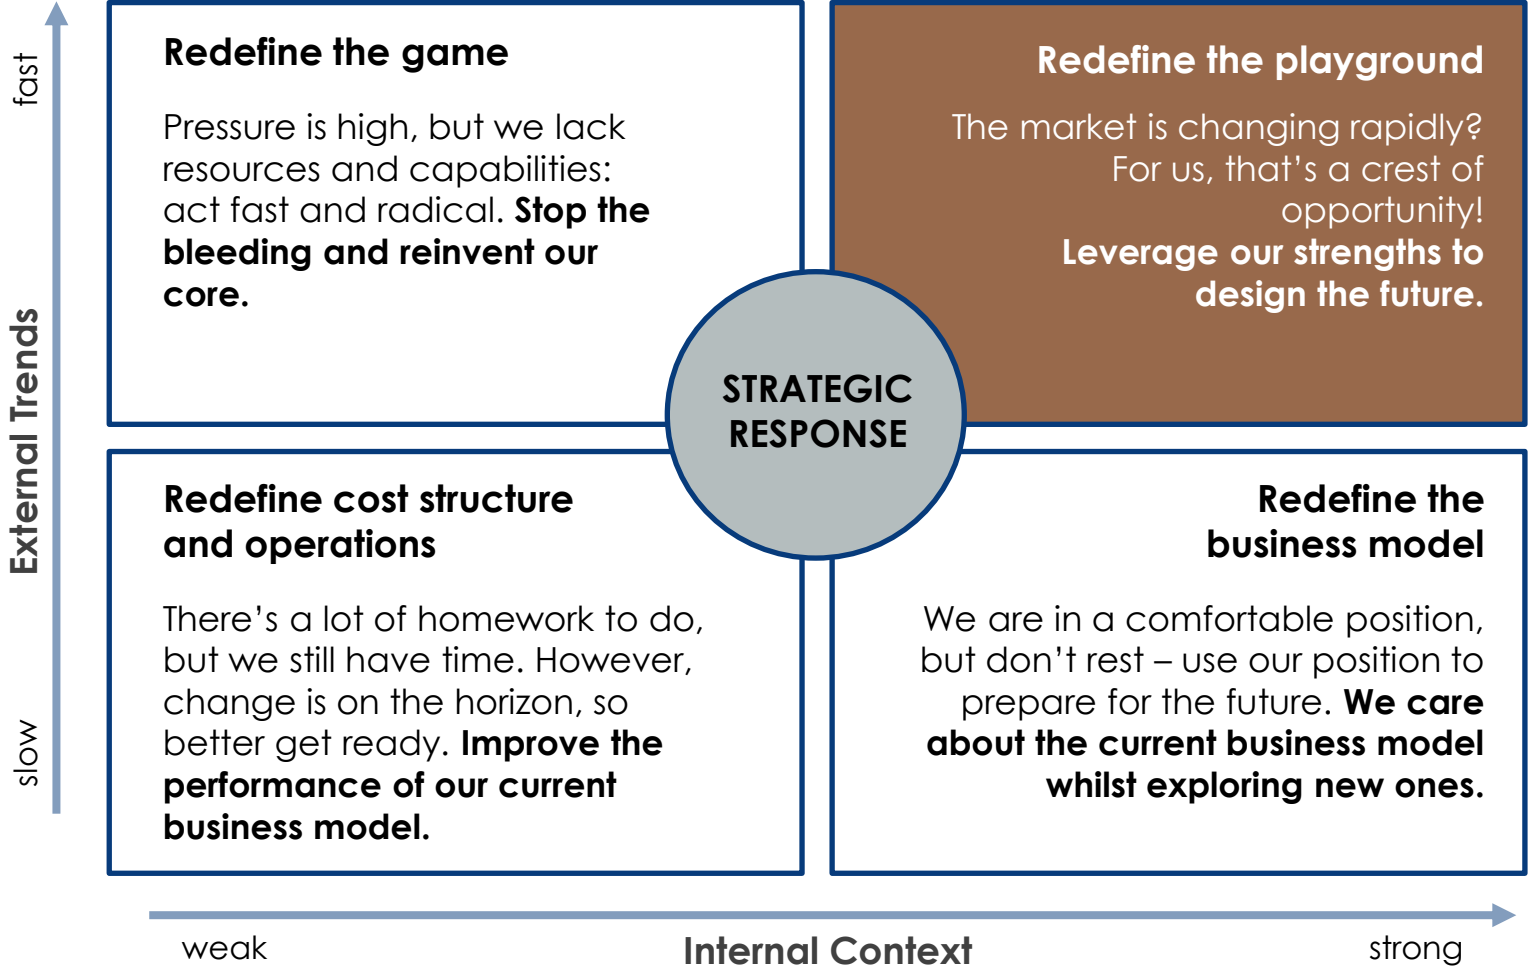 fast
External Trends
slow
Redefine the game
Pressure is high, but we lack
resources and capabilities:
act fast and radical. Stop the
bleeding and reinvent our
core.
Redefine the playground
The market is changing rapidly?
For us, that’s a crest of
opportunity!
Leverage our strengths to
design the future.
STRATEGIC
RESPONSE
Redefine cost structure
and operations
There’s a lot of homework to do,
but we still have time. However,
change is on the horizon, so
better get ready. Improve the
performance of our current
business model.
Redefine the
business model
We are in a comfortable position,
but don’t rest – use our position to
prepare for the future. We care
about the current business model
whilst exploring new ones.
weak
Internal Context
strong